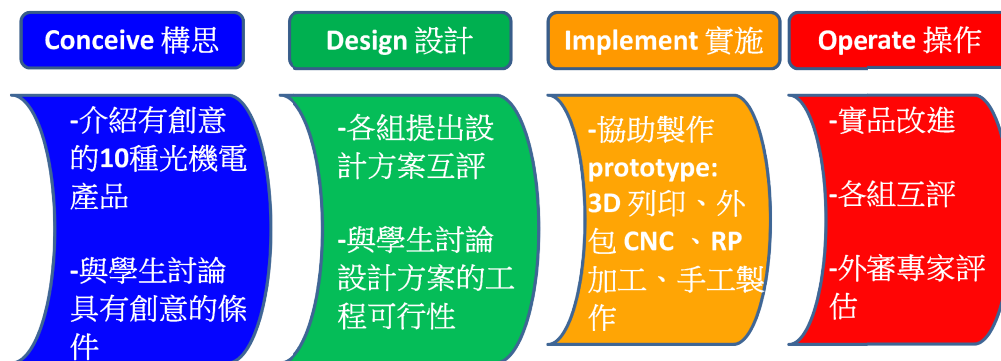 Conceive 構思
-介紹有創意
的10種光機電
產品
-與學生討論
具有創意的條
件
Design 設計
-各組提出設
計方案互評
-與學生討論
設計方案的工
程可行性
Implement 實施
-協助製作
prototype:
3D 列印、外
包 CNC 、RP
加工、手工製
作
Operate 操作
-實品改進
-各組互評
-外審專家評
估